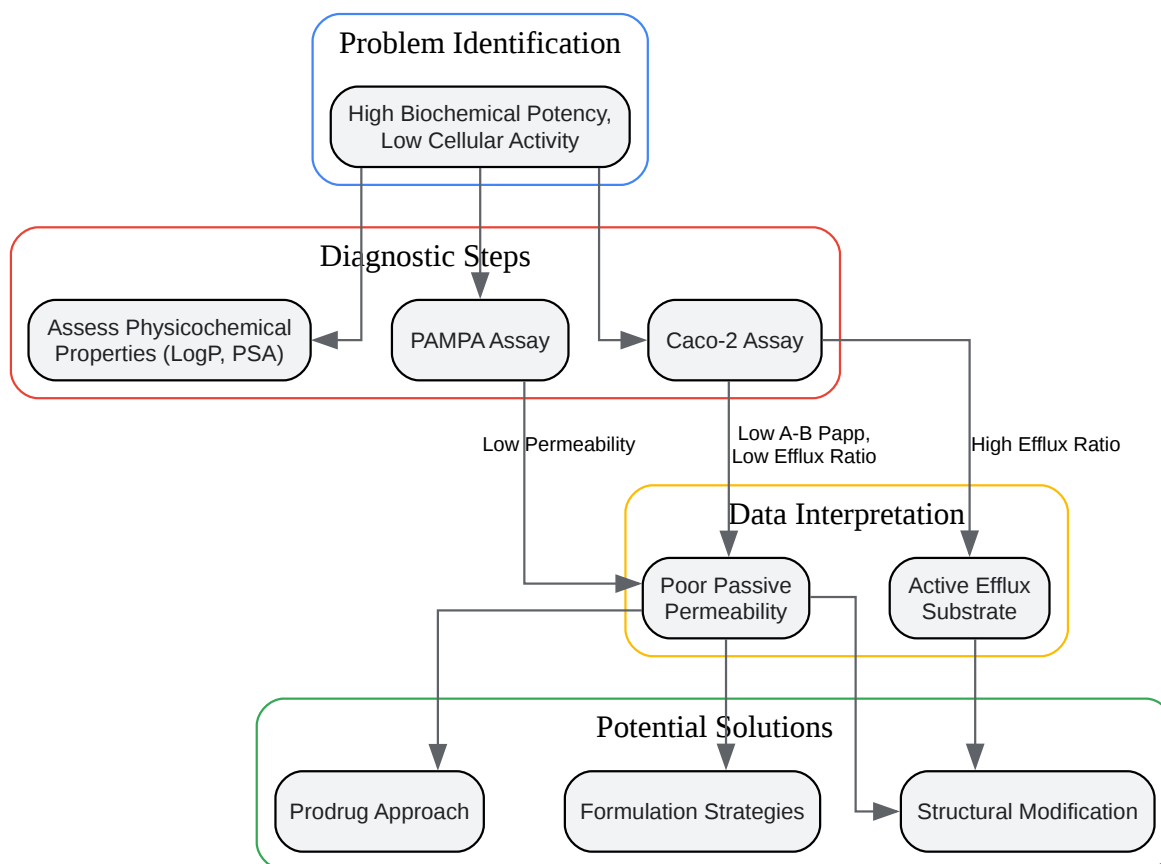 Problem Identification
High Biochemical Potency,
Low Cellular Activity
Diagnostic Steps
Assess Physicochemical
Properties (LogP, PSA)
PAMPA Assay
Caco-2 Assay
Low Permeability
Low A-B Papp,
Low Efflux Ratio
High Efflux Ratio
Data Interpretation
Poor Passive
Permeability
Active Efflux
Substrate
Potential Solutions
Prodrug Approach
Formulation Strategies
Structural Modification